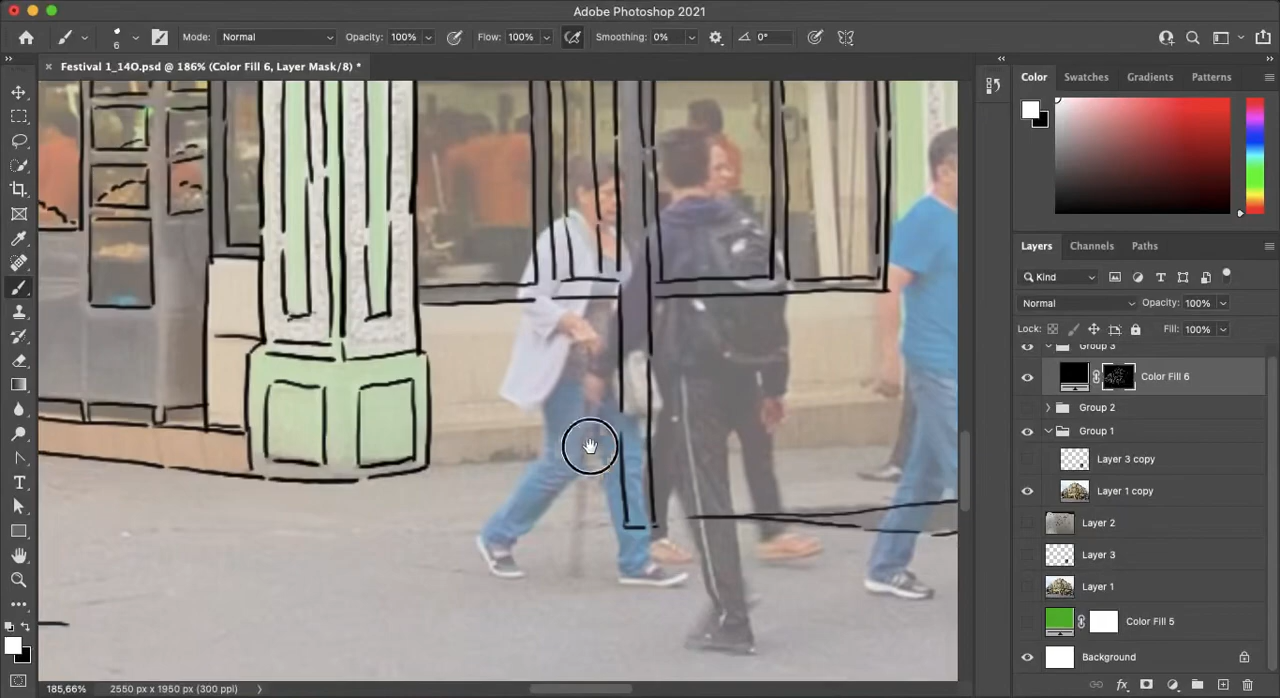 Adobe Photoshop 2021
6
Mode: Normal
Opacity: 100%
Flow: 100%
Smoothing: 0%
0°
Festival 1_14O.psd @ 186% (Color Fill 6, Layer Mask/8) *
Color
Swatches
Gradients
Patterns
Layers
Channels
Paths
Kind
Normal
Opacity: 100%
Lock:
Fill: 100%
Group 3
Color Fill 6
Group 2
Group 1
Layer 3 copy
Layer 1 copy
Layer 2
Layer 3
Layer 1
Color Fill 5
Background
185,66%
2550 px x 1950 px (300 ppi)